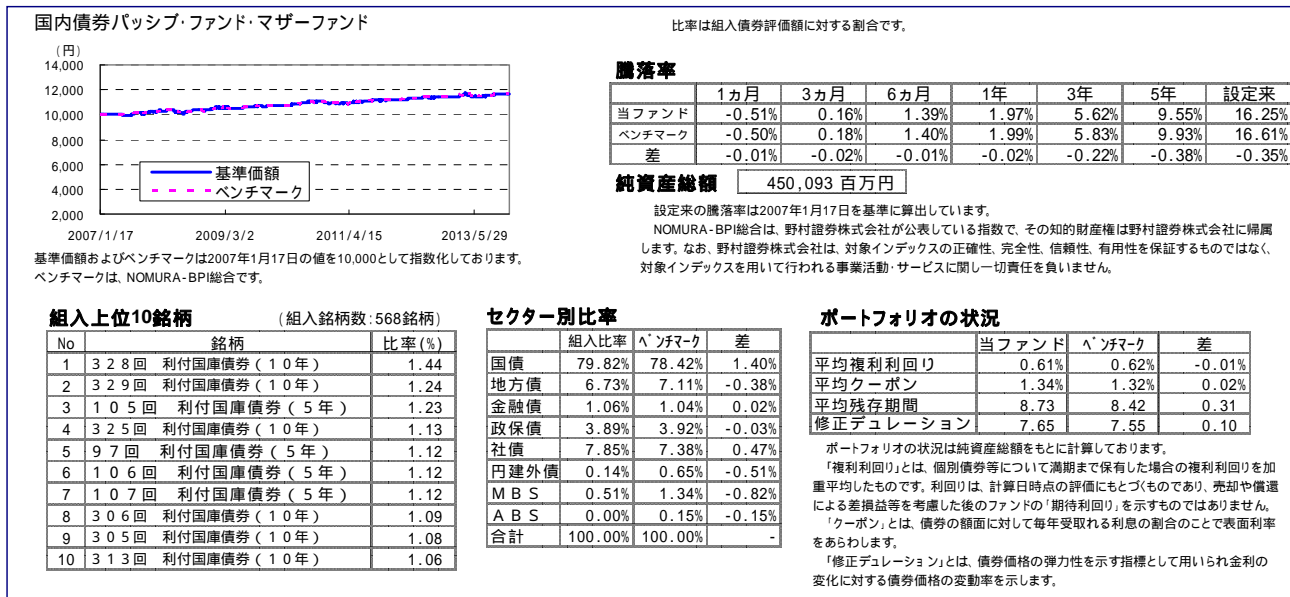 国内債券パッシブ･ファンド･マザーファンド
(円)
14,000
12,000
10,000
8,000
6,000
4,000
2,000
基準価額
ベンチマーク
2007/1/17 2009/3/2 2011/4/15 2013/5/29
基準価額およびベンチマークは2007年1月17日の値を10,000として指数化しております。
ベンチマークは、NOMURA-BPI総合です。
比率は組入債券評価額に対する割合です。
騰落率
1ヵ月 3ヵ月 6ヵ月 1年 3年 5年 設定来
当ファンド -0.51% 0.16% 1.39% 1.97% 5.62% 9.55% 16.25%
ベンチマーク -0.50% 0.18% 1.40% 1.99% 5.83% 9.93% 16.61%
差 -0.01% -0.02% -0.01% -0.02% -0.22% -0.38% -0.35%
純資産総額 450,093 百万円
設定来の騰落率は2007年1月17日を基準に算出しています。
NOMURA-BPI総合は、野村證券株式会社が公表している指数で、その知的財産権は野村證券株式会社に帰属
します。なお、野村證券株式会社は、対象インデックスの正確性、完全性、信頼性、有用性を保証するものではなく、
対象インデックスを用いて行われる事業活動･サービスに関し一切責任を負いません。
組入上位10銘柄 (組入銘柄数:568銘柄)
No 銘柄 比率(%)
1 328回 利付国庫債券(10年) 1.44
2 329回 利付国庫債券(10年) 1.24
3 105回 利付国庫債券(5年) 1.23
4 325回 利付国庫債券(10年) 1.13
5 97回 利付国庫債券(5年) 1.12
6 106回 利付国庫債券(5年) 1.12
7 107回 利付国庫債券(5年) 1.12
8 306回 利付国庫債券(10年) 1.09
9 305回 利付国庫債券(10年) 1.08
10 313回 利付国庫債券(10年) 1.06
セクター別比率
組入比率 ﾍﾞﾝﾁﾏｰｸ 差
国債 79.82% 78.42% 1.40%
地方債 6.73% 7.11% -0.38%
金融債 1.06% 1.04% 0.02%
政保債 3.89% 3.92% -0.03%
社債 7.85% 7.38% 0.47%
円建外債 0.14% 0.65% -0.51%
MBS 0.51% 1.34% -0.82%
ABS 0.00% 0.15% -0.15%
合計 100.00% 100.00% -
ポートフォリオの状況
当ファンド ﾍﾞﾝﾁﾏｰｸ 差
平均複利利回り 0.61% 0.62% -0.01%
平均クーポン 1.34% 1.32% 0.02%
平均残存期間 8.73 8.42 0.31
修正デュレーション 7.65 7.55 0.10
ポートフォリオの状況は純資産総額をもとに計算しております。
「複利利回り」とは、個別債券等について満期まで保有した場合の複利利回りを加
重平均したものです。利回りは、計算日時点の評価にもとづくものであり、売却や償還
による差損益等を考慮した後のファンドの「期待利回り」を示すものではありません。
「クーポン」とは、債券の額面に対して毎年受取れる利息の割合のことで表面利率
をあらわします。
「修正デュレーション」とは、債券価格の弾力性を示す指標として用いられ金利の
変化に対する債券価格の変動率を示します。